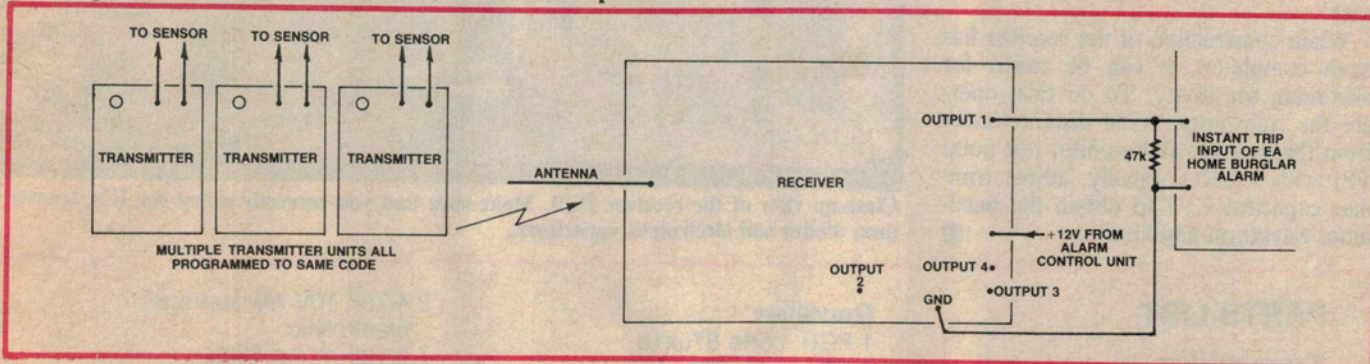 TO SENSOR
TO SENSOR
TO SENSOR
TRANSMITTER
TRANSMITTER
TRANSMITTER
MULTIPLE TRANSMITTER UNITS ALL
PROGRAMMED TO SAME CODE
ANTENNA
RECEIVER
OUTPUT 1
47k
INSTANT TRIP
INPUT OF EA
HOME BURGLAR
ALARM
+12V FROM
ALARM
CONTROL UNIT
OUTPUT
2
OUTPUT 4
OUTPUT 3
GND